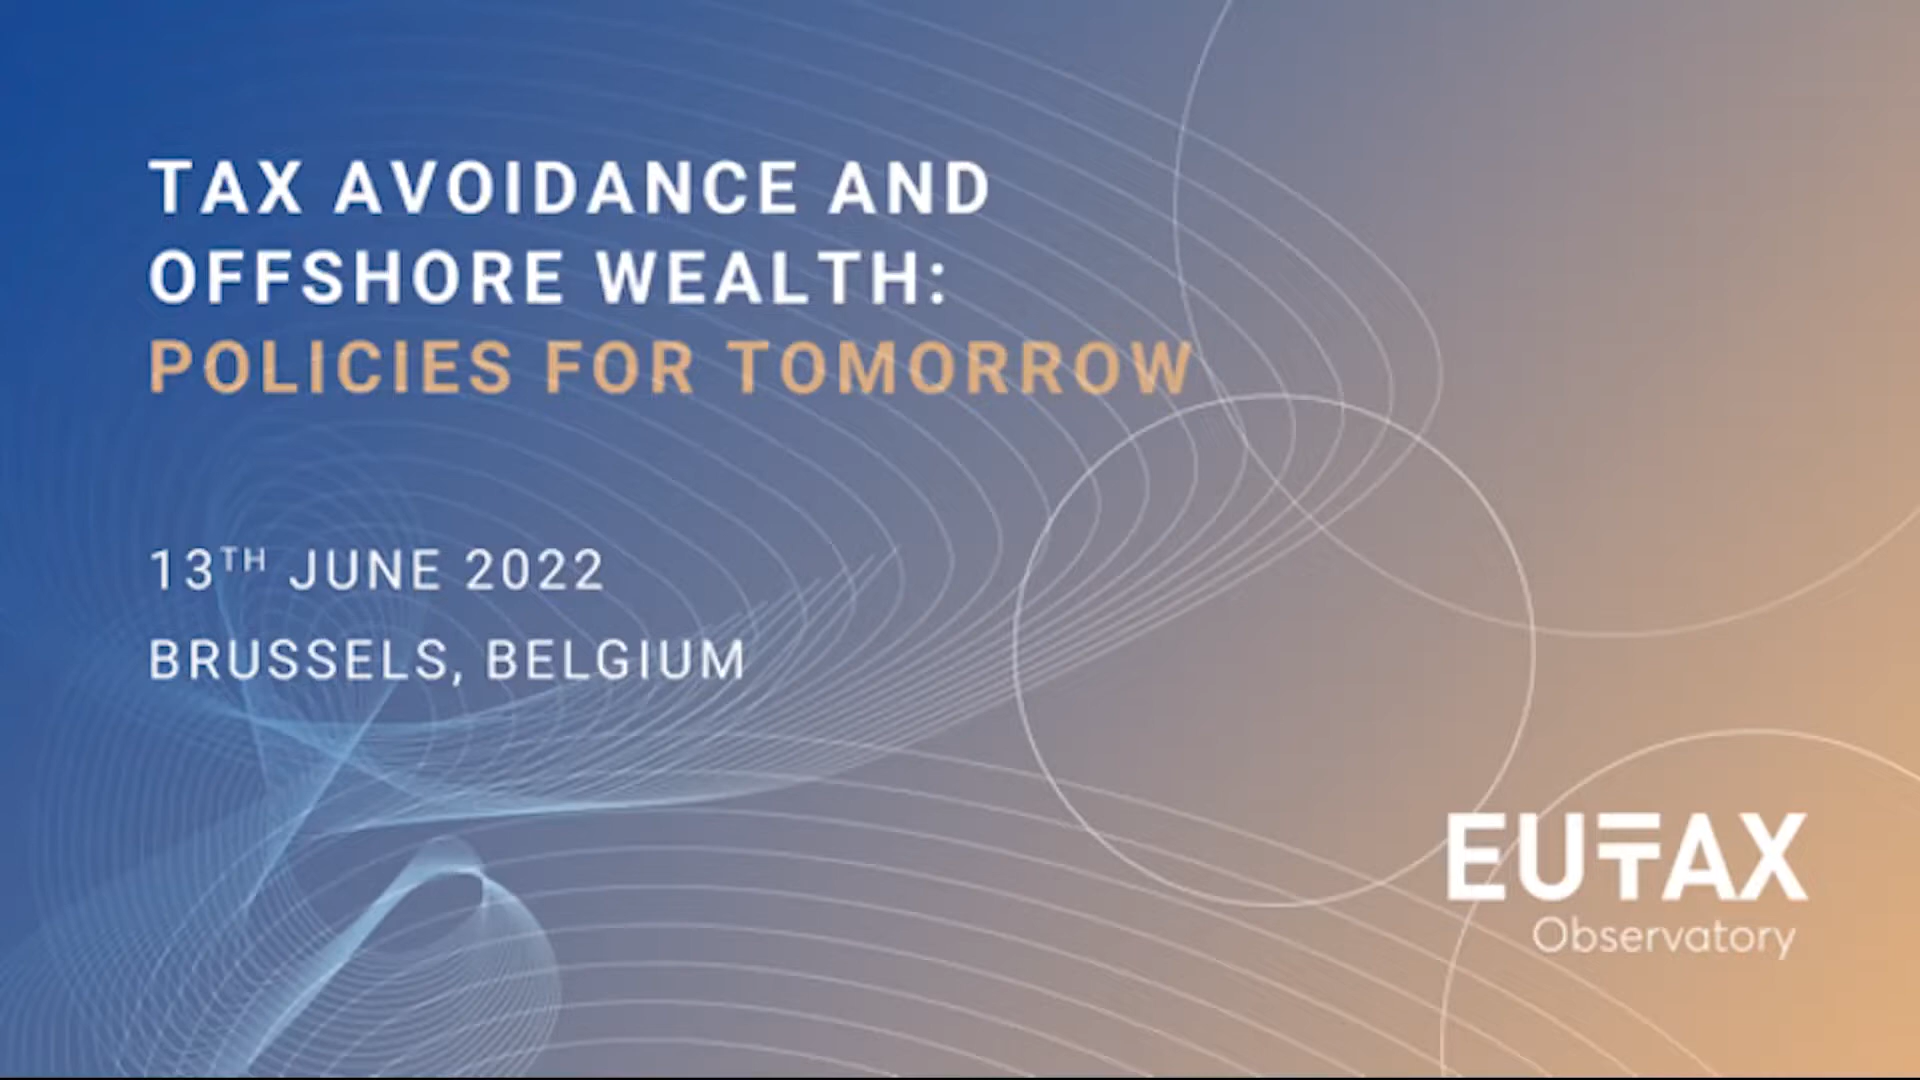 TAX AVOIDANCE AND
OFFSHORE WEALTH:
POLICIES FOR TOMORROW
13TH JUNE 2022
BRUSSELS, BELGIUM
EUTAX
Observatory